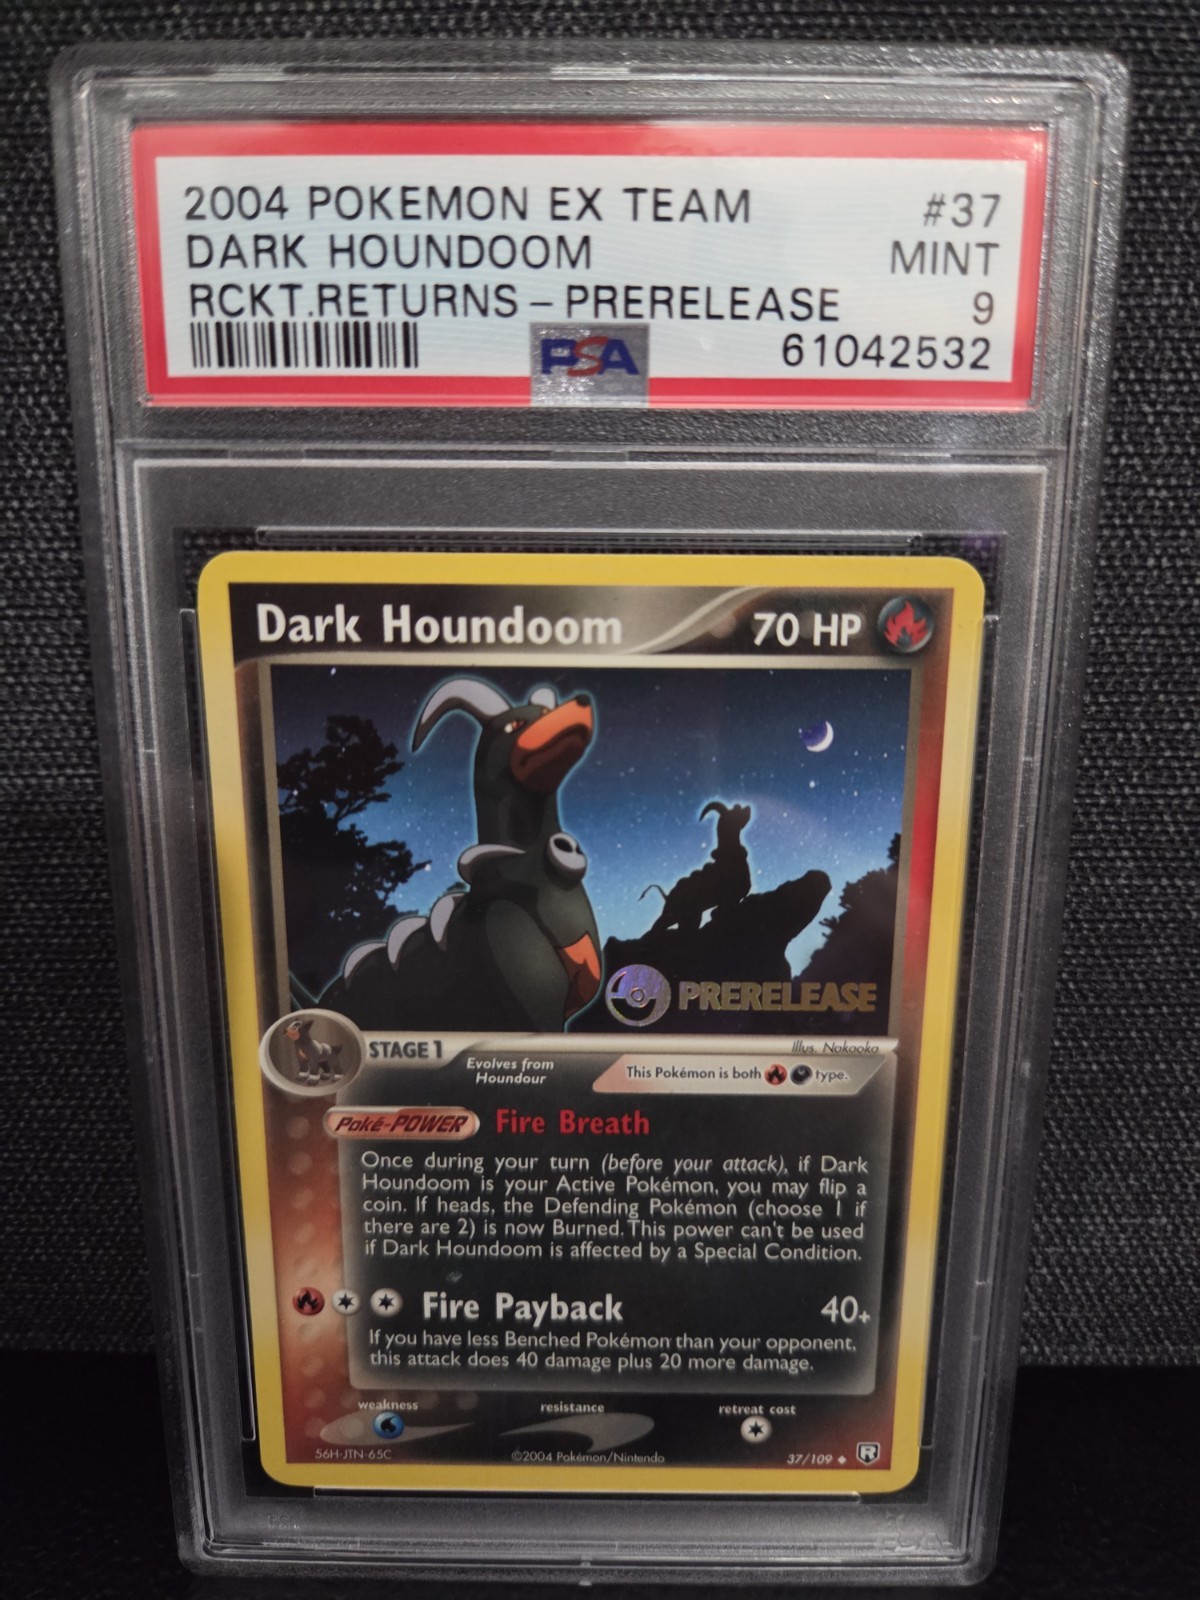 2004 POKEMON EX TEAM #37
DARK HOUNDOOM MINT
RCKT.RETURNS – PRERELEASE 9
PSA 61042532
Dark Houndoom 70 HP
PRERELEASE
Illus. Nakaoka
STAGE 1
Evolves from
Houndour
This Pokémon is both type.
Poké-POWER Fire Breath
Once during your turn (before your attack), if Dark
Houndoom is your Active Pokémon, you may flip a
coin. If heads, the Defending Pokémon (choose 1 if
there are 2) is now Burned. This power can't be used
if Dark Houndoom is affected by a Special Condition.
Fire Payback 40+
If you have less Benched Pokémon than your opponent,
this attack does 40 damage plus 20 more damage.
weakness resistance retreat cost
56H-JTN-65C ©2004 Pokémon/Nintendo 37/109 R